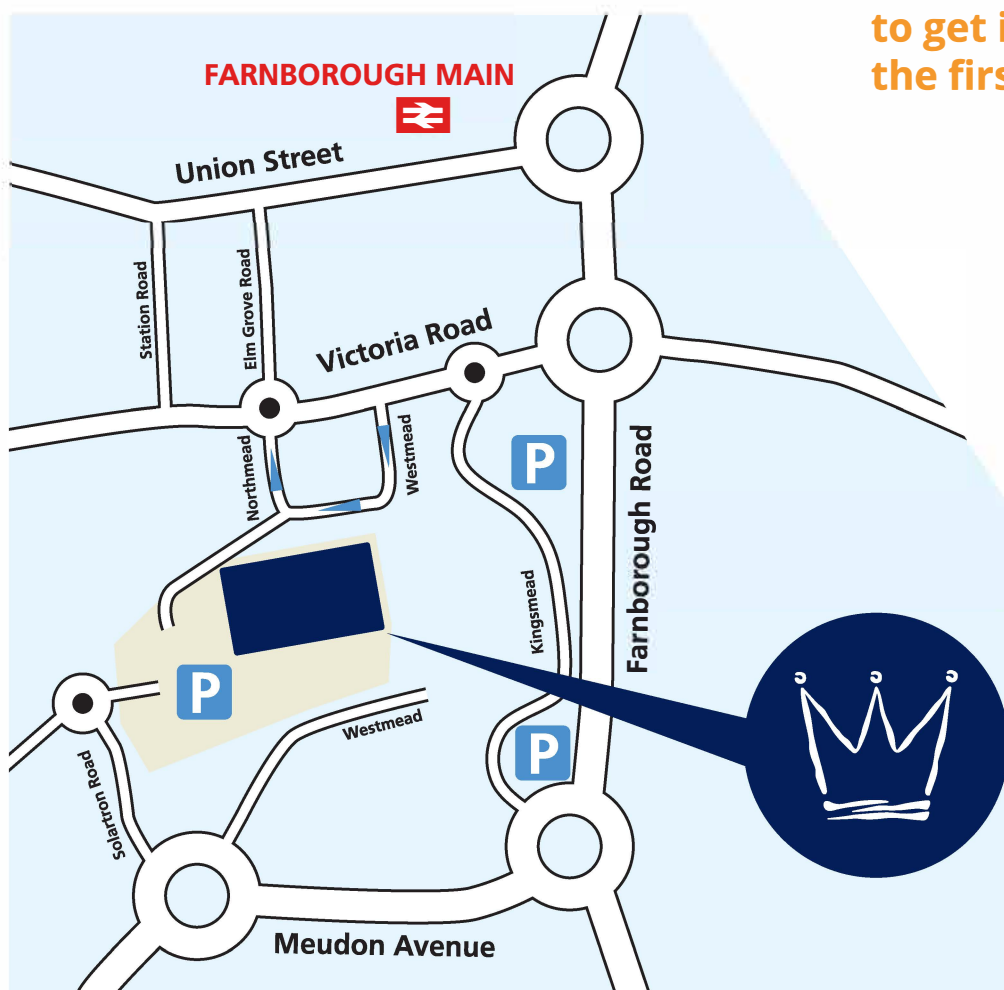 to get i
the firs
FARNBOROUGH MAIN
Union Street
Station Road
Elm Grove Road
Victoria Road
Northmead
Westmead
P
Farnborough Road
Kingsmead
P
Westmead
P
Solartron Road
Meudon Avenue